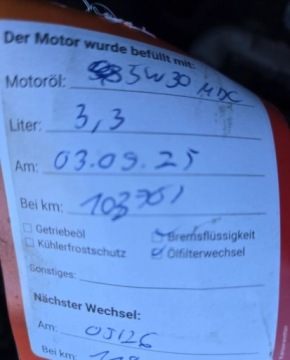 Der Motor wurde befüllt mit:
Motoröl: 5W30
Liter: 3,3
Am: 03.09.25
Bei km: 103701
Getriebeöl Bremsflüssigkeit
Kühlerfrostschutz Ölfilterwechsel
Sonstiges:
Nächster Wechsel:
Am:
Bei km: